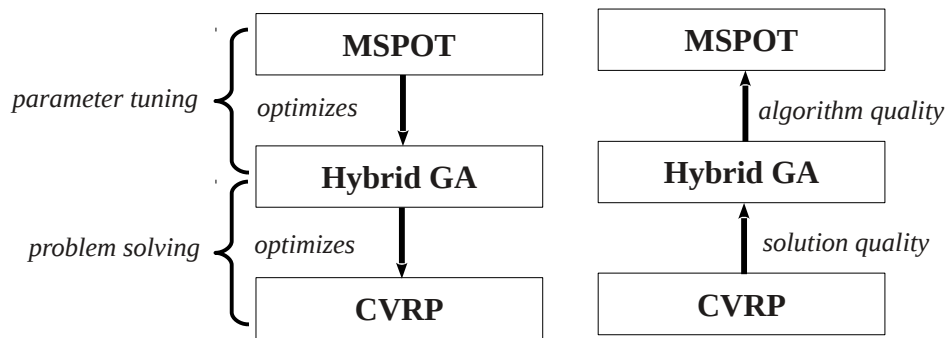 MSPOT
parameter tuning
optimizes
Hybrid GA
problem solving
optimizes
CVRP
MSPOT
algorithm quality
Hybrid GA
solution quality
CVRP